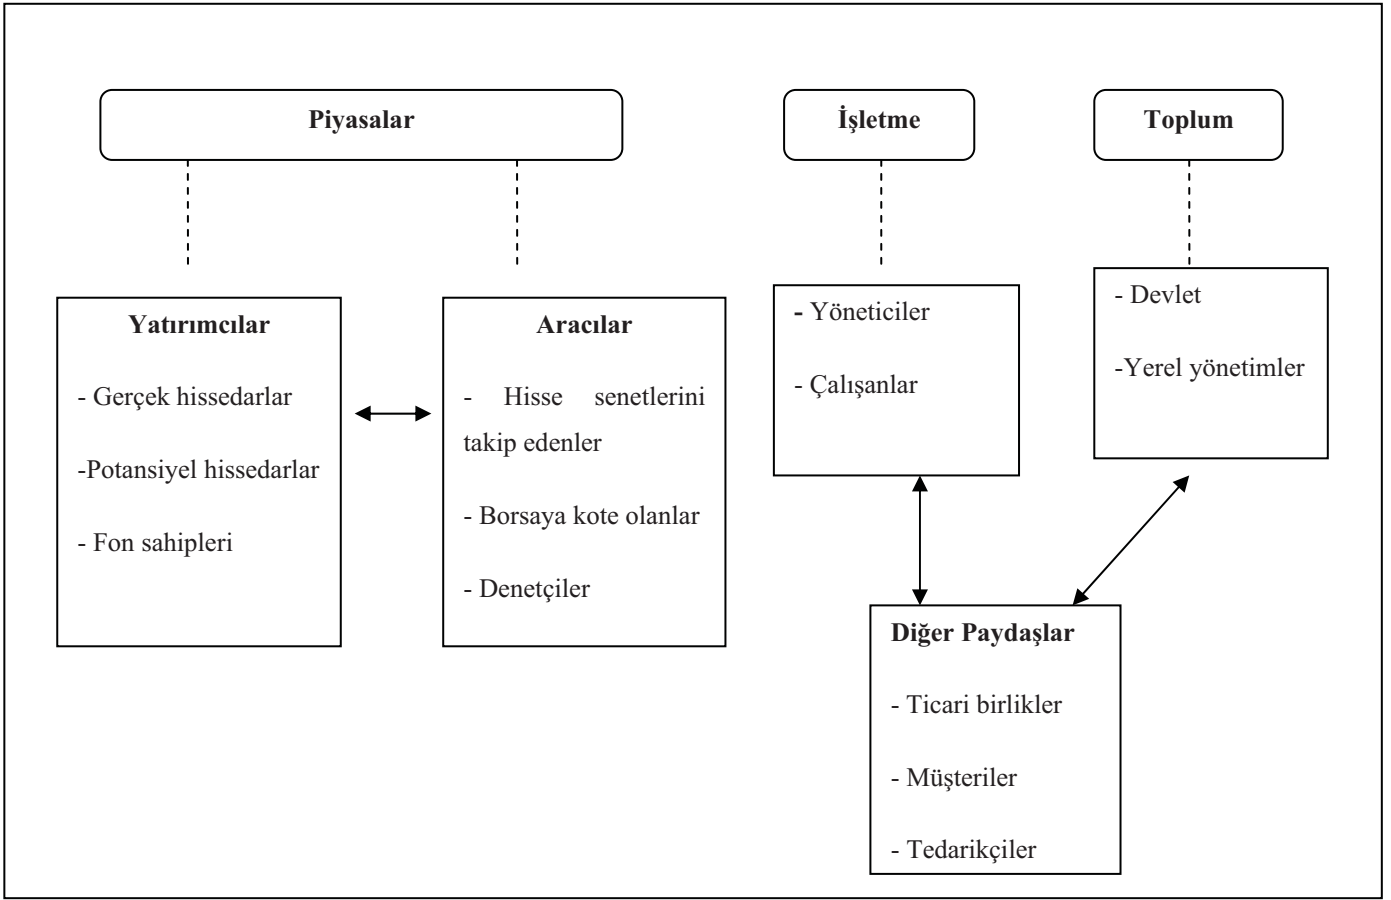 Piyasalar
İşletme
Toplum
Yatırımcılar
- Gerçek hissedarlar
-Potansiyel hissedarlar
- Fon sahipleri
Aracılar
- Hisse senetlerini
takip edenler
- Borsaya kote olanlar
- Denetçiler
- Yöneticiler
- Çalışanlar
- Devlet
-Yerel yönetimler
Diğer Paydaşlar
- Ticari birlikler
- Müşteriler
- Tedarikçiler